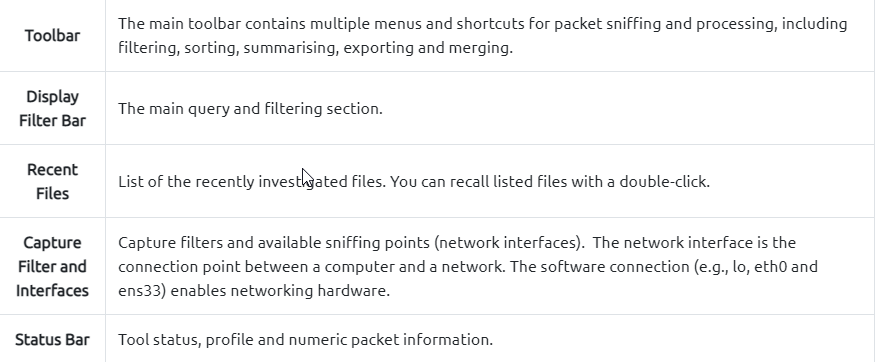 Toolbar
The main toolbar contains multiple menus and shortcuts for packet sniffing and processing, including
filtering, sorting, summarising, exporting and merging.
Display
Filter Bar
The main query and filtering section.
Recent
Files
List of the recently investigated files. You can recall listed files with a double-click.
Capture
Filter and
Interfaces
Capture filters and available sniffing points (network interfaces).  The network interface is the
connection point between a computer and a network. The software connection (e.g., lo, eth0 and
ens33) enables networking hardware.
Status Bar
Tool status, profile and numeric packet information.